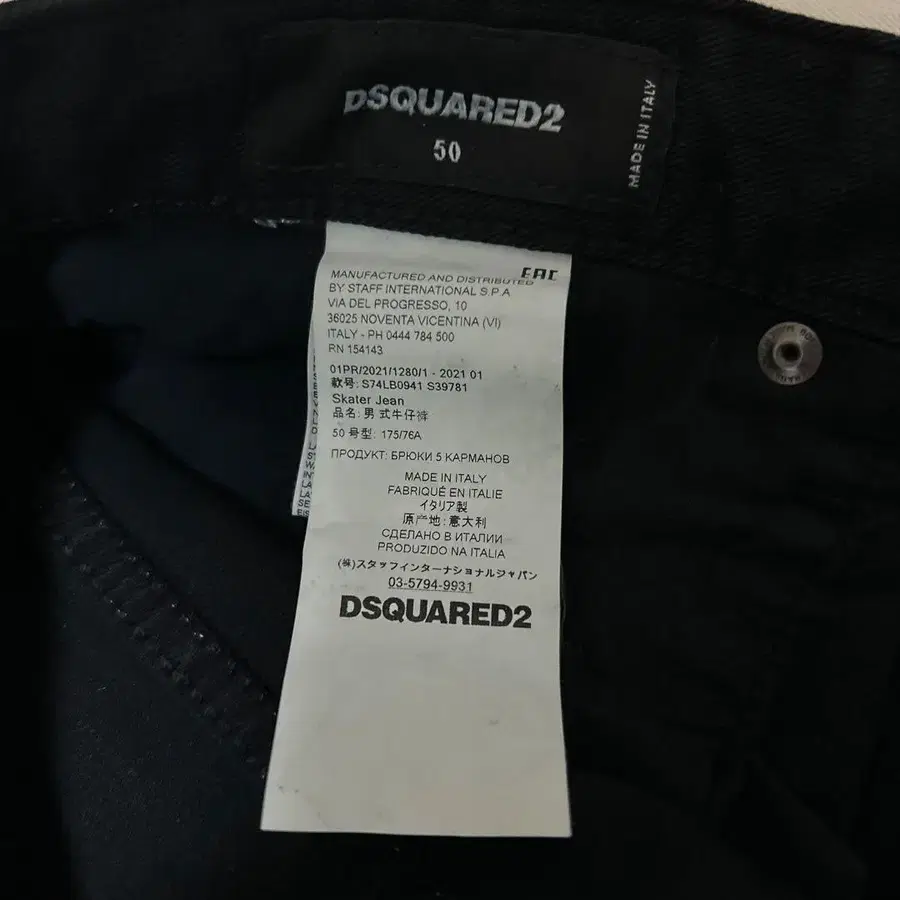 DSQUARED2
50
MADE IN ITALY
EAC
MANUFACTURED AND DISTRIBUTED
BY STAFF INTERNATIONAL S.P.A
VIA DEL PROGRESSO, 10
36025 NOVENTA VICENTINA (VI)
ITALY - PH 0444 784 500
RN 154143
01PR/2021/1280/1 - 2021 01
款号: S74LB0941 S39781
Skater Jean
品名: 男式牛仔裤
50 号型: 175/76A
ПРОДУКТ: БРЮКИ 5 КАРМАНОВ
MADE IN ITALY
FABRIQUÉ EN ITALIE
イタリア製
原产地: 意大利
СДЕЛАНО В ИТАЛИИ
PRODUZIDO NA ITALIA
(株)スタッフインターナショナルジャパン
03-5794-9931
DSQUARED2